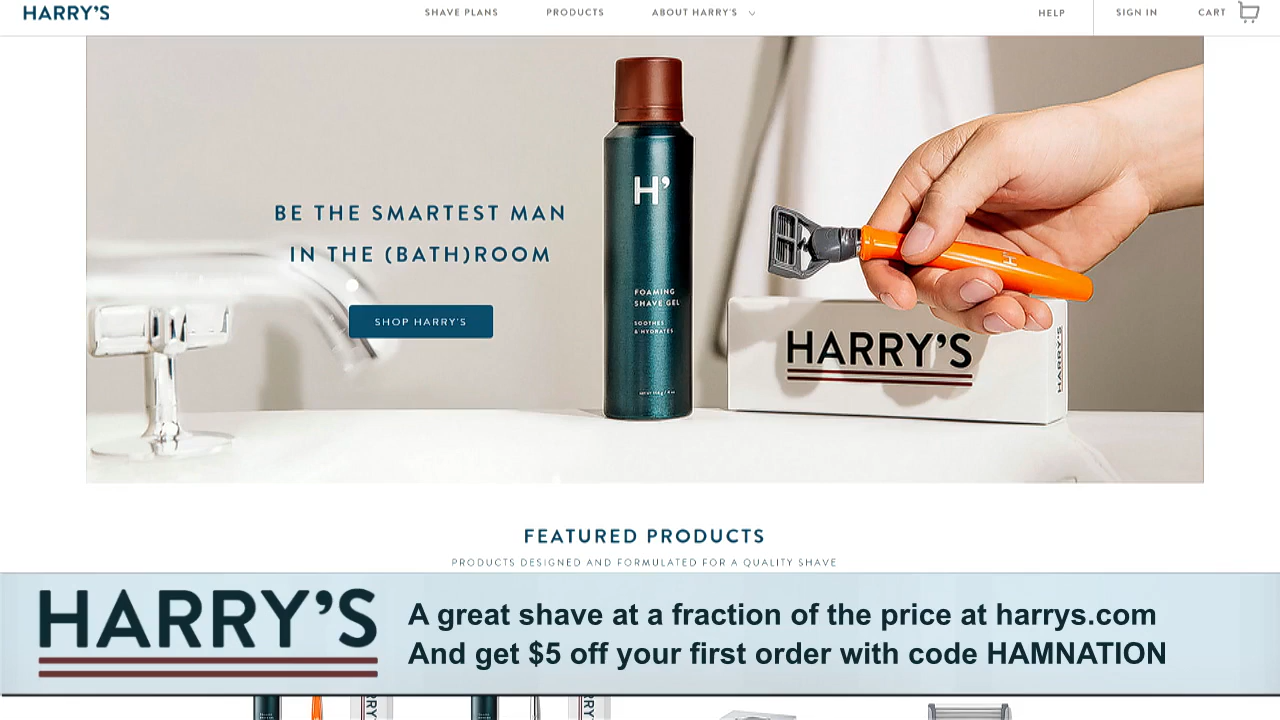 HARRY'S
SHAVE PLANS
PRODUCTS
ABOUT HARRY'S
HELP
SIGN IN
CART
BE THE SMARTEST MAN
IN THE (BATH)ROOM
SHOP HARRY'S
H'
FOAMING
SHAVE GEL
SOOTHES
& HYDRATES
H'
HARRY'S
HARRY'S
FEATURED PRODUCTS
PRODUCTS DESIGNED AND FORMULATED FOR A QUALITY SHAVE
HARRY'S
A great shave at a fraction of the price at harrys.com
And get $5 off your first order with code HAMNATION
HARRY
HARRY